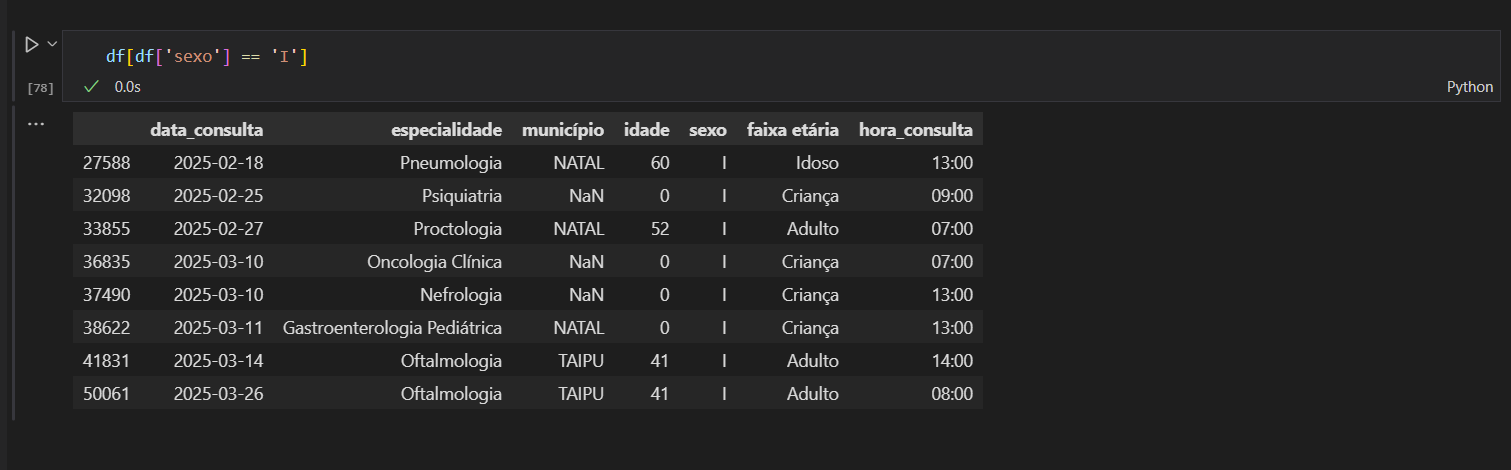 df[df['sexo'] == 'I']
[78] 0.0s Python
...
data_consulta especialidade município idade sexo faixa etária hora_consulta
27588 2025-02-18 Pneumologia NATAL 60 I Idoso 13:00
32098 2025-02-25 Psiquiatria NaN 0 I Criança 09:00
33855 2025-02-27 Proctologia NATAL 52 I Adulto 07:00
36835 2025-03-10 Oncologia Clínica NaN 0 I Criança 07:00
37490 2025-03-10 Nefrologia NaN 0 I Criança 13:00
38622 2025-03-11 Gastroenterologia Pediátrica NATAL 0 I Criança 13:00
41831 2025-03-14 Oftalmologia TAIPU 41 I Adulto 14:00
50061 2025-03-26 Oftalmologia TAIPU 41 I Adulto 08:00